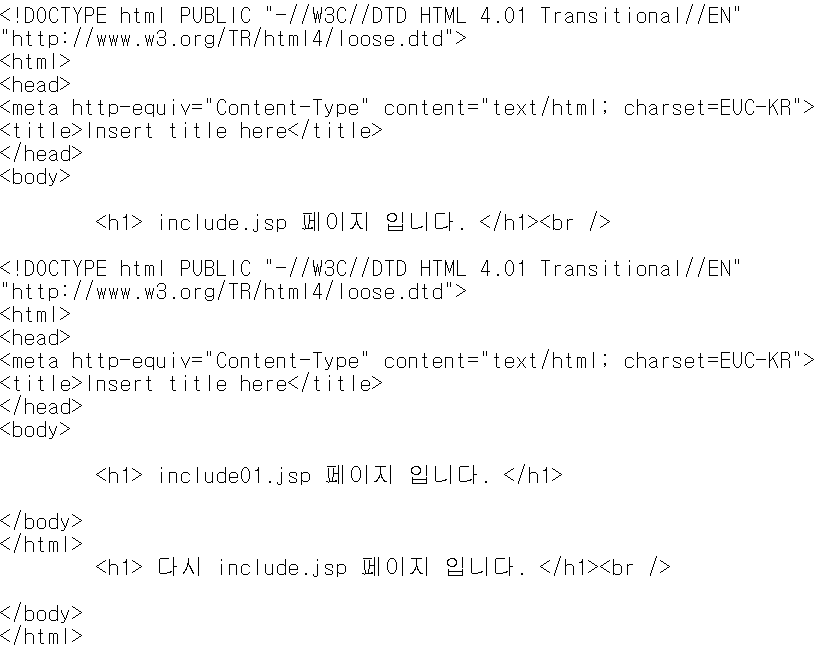 <!DOCTYPE html PUBLIC "-//W3C//DTD HTML 4.01 Transitional//EN"
"http://www.w3.org/TR/html4/loose.dtd">
<html>
<head>
<meta http-equiv="Content-Type" content="text/html; charset=EUC-KR">
<title>Insert title here</title>
</head>
<body>
<h1> include.jsp 페이지 입니다. </h1><br />
<!DOCTYPE html PUBLIC "-//W3C//DTD HTML 4.01 Transitional//EN"
"http://www.w3.org/TR/html4/loose.dtd">
<html>
<head>
<meta http-equiv="Content-Type" content="text/html; charset=EUC-KR">
<title>Insert title here</title>
</head>
<body>
<h1> include01.jsp 페이지 입니다. </h1>
</body>
</html>
<h1> 다시 include.jsp 페이지 입니다. </h1><br />
</body>
</html>